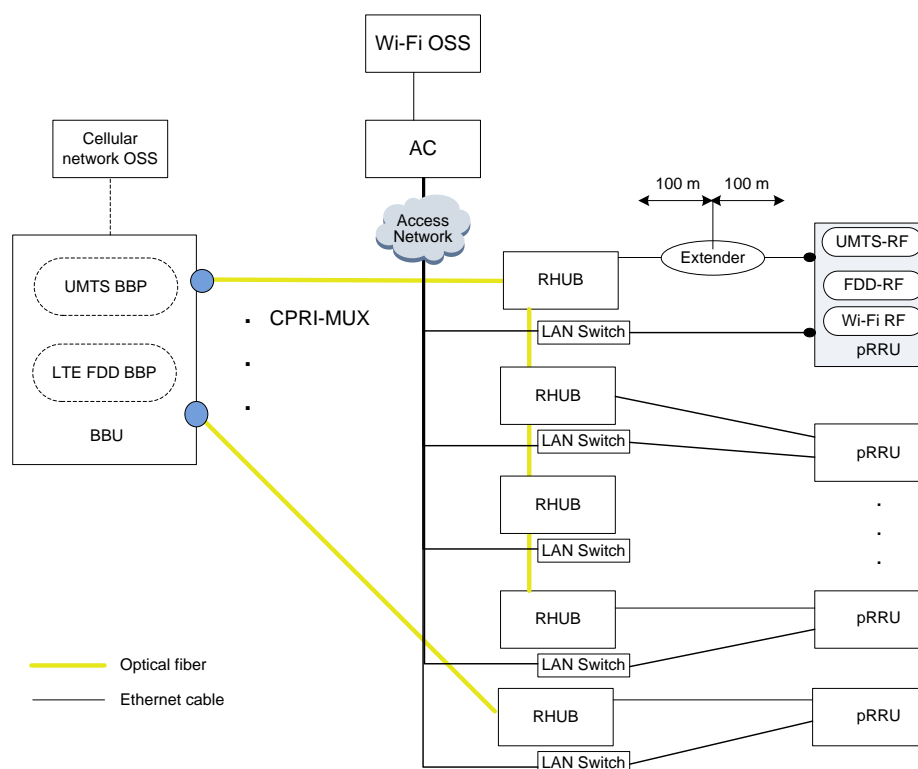 Wi-Fi OSS
Cellular
network OSS
AC
Access
Network
100 m
100 m
UMTS BBP
LTE FDD BBP
BBU
CPRI-MUX
RHUB
Extender
UMTS-RF
FDD-RF
Wi-Fi RF
pRRU
LAN Switch
RHUB
LAN Switch
pRRU
RHUB
LAN Switch
RHUB
pRRU
LAN Switch
Optical fiber
Ethernet cable
RHUB
pRRU
LAN Switch